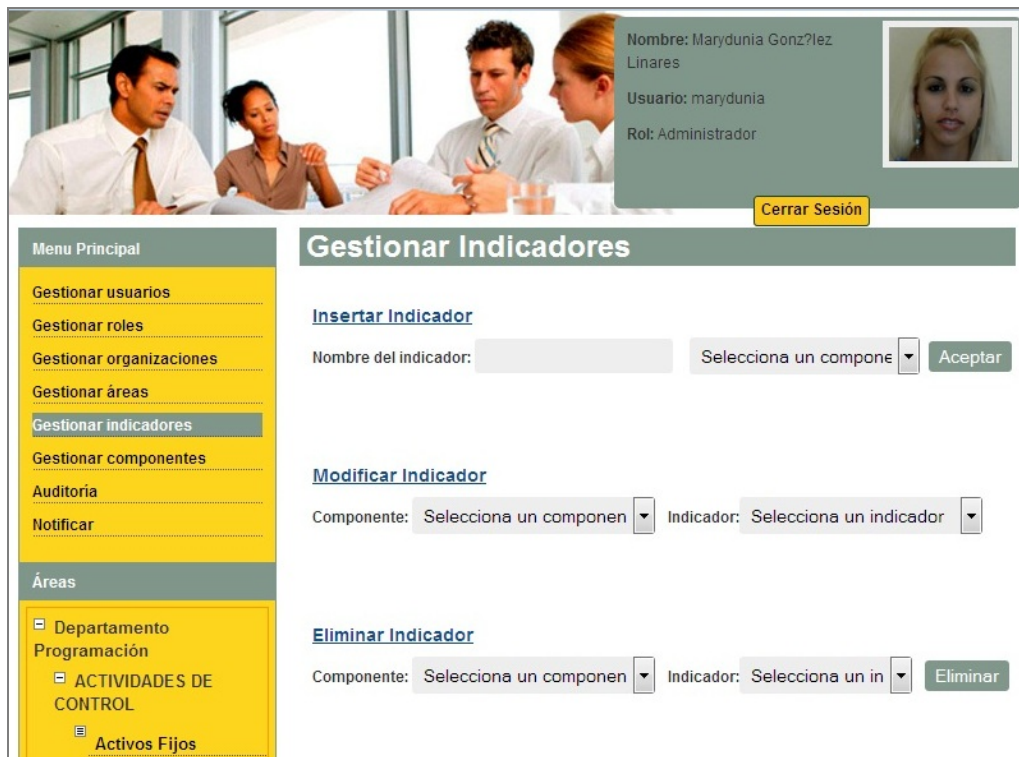 Nombre: Marydunia Gonz?lez
Linares
Usuario: marydunia
Rol: Administrador
Cerrar Sesión
Menu Principal
Gestionar usuarios
Gestionar roles
Gestionar organizaciones
Gestionar áreas
Gestionar indicadores
Gestionar componentes
Auditoría
Notificar
Áreas
Departamento
Programación
ACTIVIDADES DE
CONTROL
Activos Fijos
Gestionar Indicadores
Insertar Indicador
Nombre del indicador: Selecciona un compone Aceptar
Modificar Indicador
Componente: Selecciona un componen Indicador: Selecciona un indicador
Eliminar Indicador
Componente: Selecciona un componen Indicador: Selecciona un in Eliminar